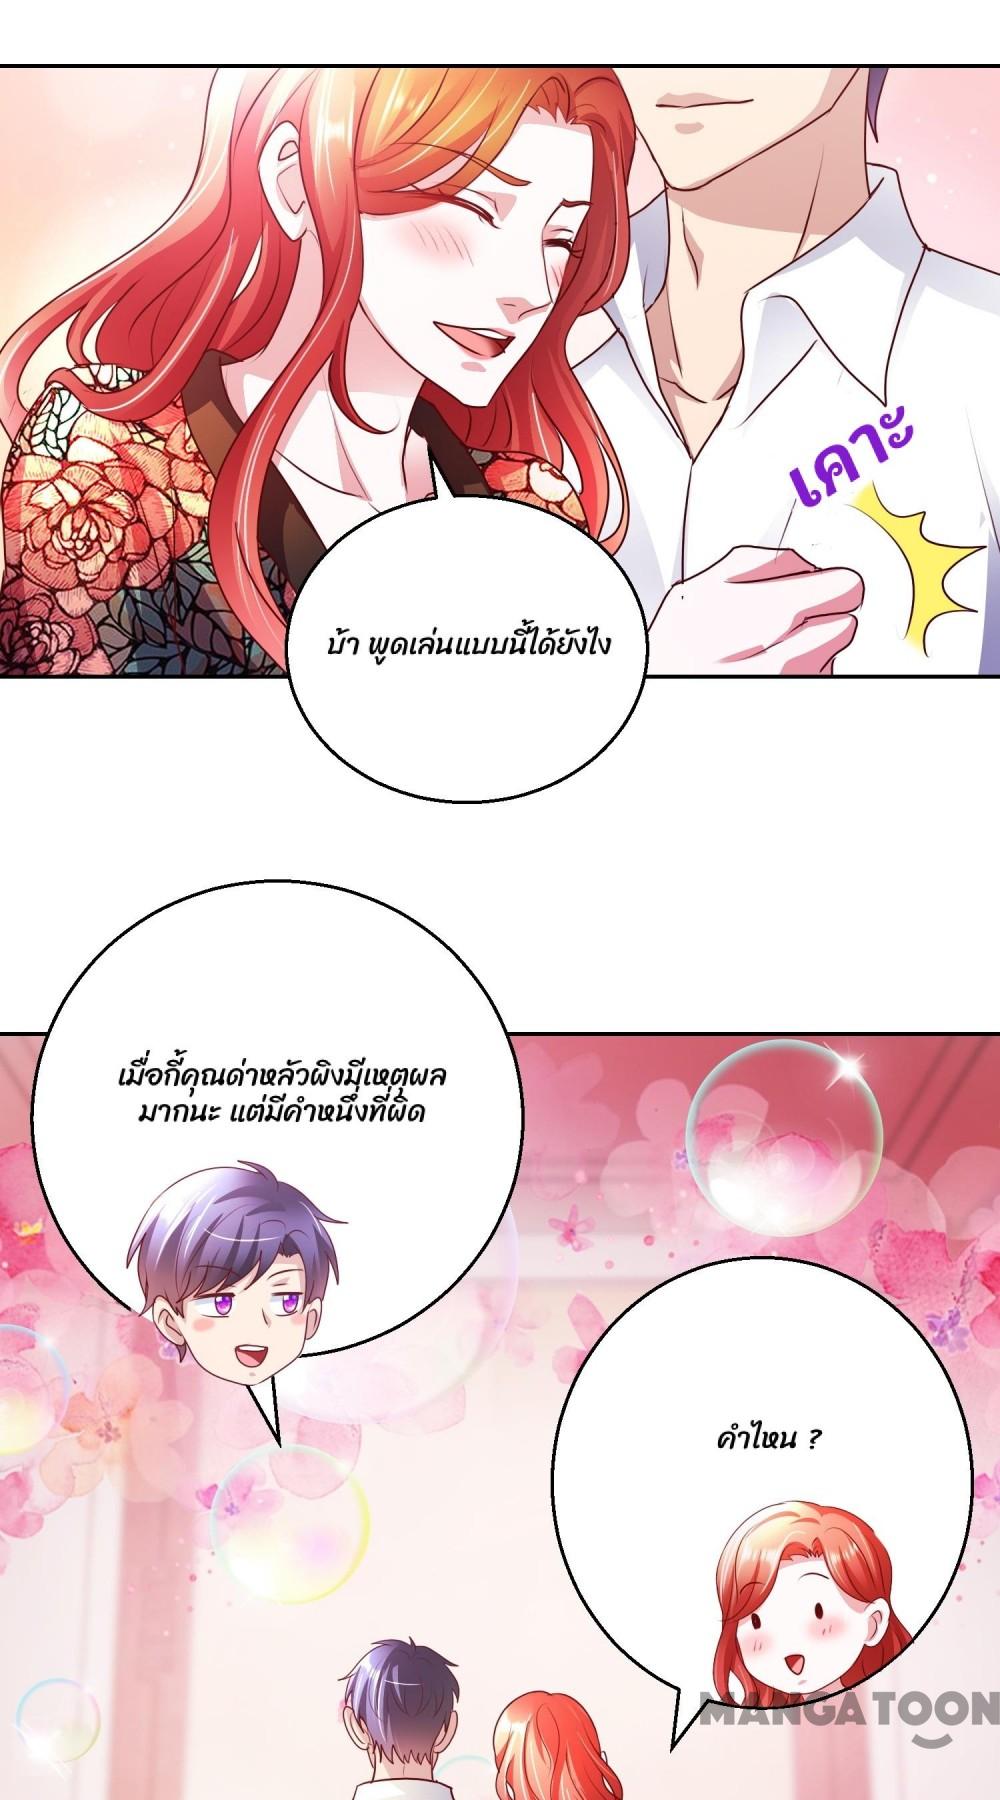 เคาะ
บ้า พูดเล่นแบบนี้ได้ยังไง
เมื่อกี้คุณด่าหลัวผิงมีเหตุผล
มากนะ แต่มีคำหนึ่งที่ผิด
คำไหน ?
MANGATOON